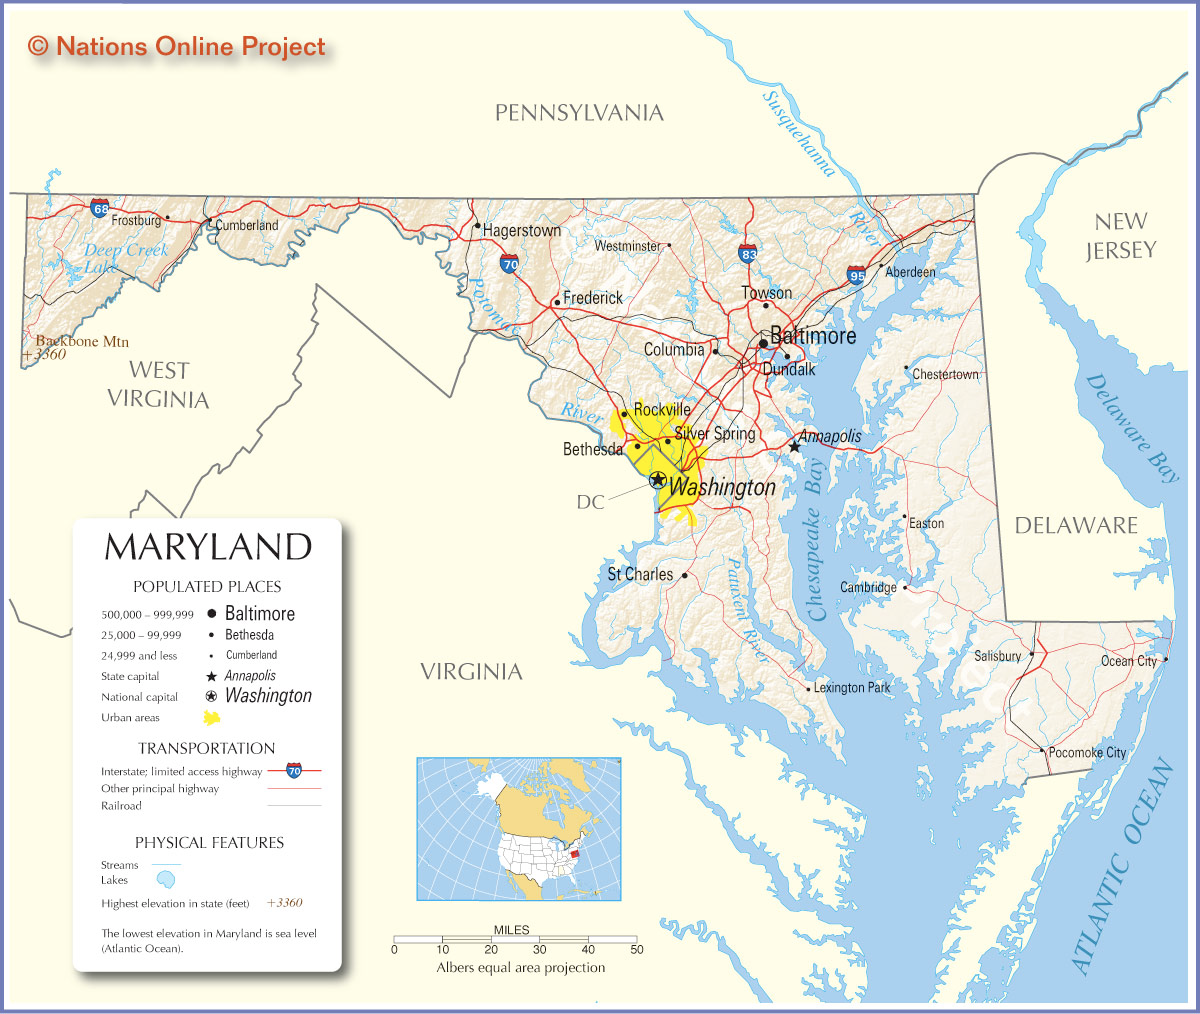 © Nations Online Project
PENNSYLVANIA
Susquehanna
River
NEW
JERSEY
68
Frostburg
Cumberland
Deep Creek
Lake
Hagerstown
70
Westminster
83
95
Aberdeen
Potomac
Frederick
Towson
Baltimore
Columbia
Dundalk
Backbone Mtn
+3360
WEST
VIRGINIA
Chestertown
Delaware Bay
River
Rockville
Silver Spring
Bethesda
Annapolis
Washington
DC
Chesapeake Bay
Easton
DELAWARE
St Charles
Patuxent River
Cambridge
VIRGINIA
Salisbury
Ocean City
Lexington Park
Pocomoke City
ATLANTIC OCEAN
MARYLAND
POPULATED PLACES
500,000 – 999,999 Baltimore
25,000 – 99,999 Bethesda
24,999 and less Cumberland
State capital Annapolis
National capital Washington
Urban areas
TRANSPORTATION
Interstate; limited access highway 70
Other principal highway
Railroad
PHYSICAL FEATURES
Streams
Lakes
Highest elevation in state (feet) +3360
The lowest elevation in Maryland is sea level
(Atlantic Ocean).
MILES
0 10 20 30 40 50
Albers equal area projection